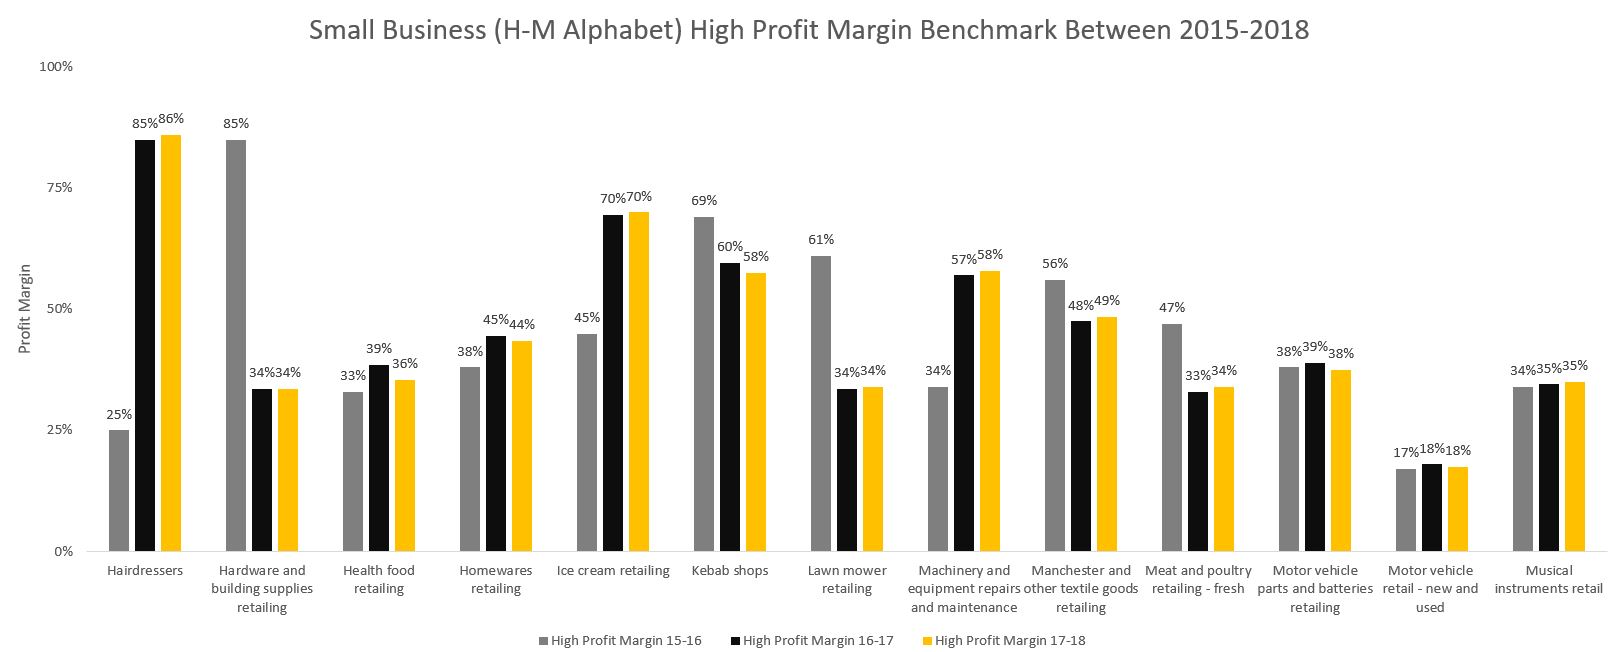 Small Business (H-M Alphabet) High Profit Margin Benchmark Between 2015-2018
Profit Margin
100%
75%
50%
25%
0%
25%
85%
86%
85%
34%
34%
33%
39%
36%
38%
45%
44%
45%
70%
70%
69%
60%
58%
61%
34%
34%
34%
57%
58%
56%
48%
49%
47%
33%
34%
38%
39%
38%
17%
18%
18%
34%
35%
35%
Hairdressers
Hardware and
building supplies
retailing
Health food
retailing
Homewares
retailing
Ice cream retailing
Kebab shops
Lawn mower
retailing
Machinery and
equipment repairs
and maintenance
Manchester and
other textile goods
retailing
Meat and poultry
retailing - fresh
Motor vehicle
parts and batteries
retailing
Motor vehicle
retail - new and
used
Musical
instruments retail
High Profit Margin 15-16
High Profit Margin 16-17
High Profit Margin 17-18